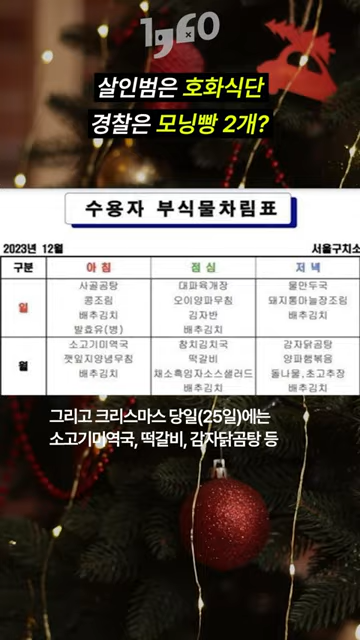 1960
살인범은 호화식단
경찰은 모닝빵 2개?
수용자 부식물차림표
2023년 12월 서울구치소
구분 아침 점심 저녁
일 사골곰탕 대파육개장 물만두국
콩조림 오이양파무침 돼지통마늘장조림
배추김치 김자반 배추김치
발효유(병) 배추김치
월 소고기미역국 참치김치국 감자닭곰탕
깻잎지양념무침 떡갈비 양파햄볶음
배추김치 채소흑임자소스샐러드 돌나물.초고추장
배추김치 배추김치
그리고 크리스마스 당일(25일)에는
소고기미역국, 떡갈비, 감자닭곰탕 등